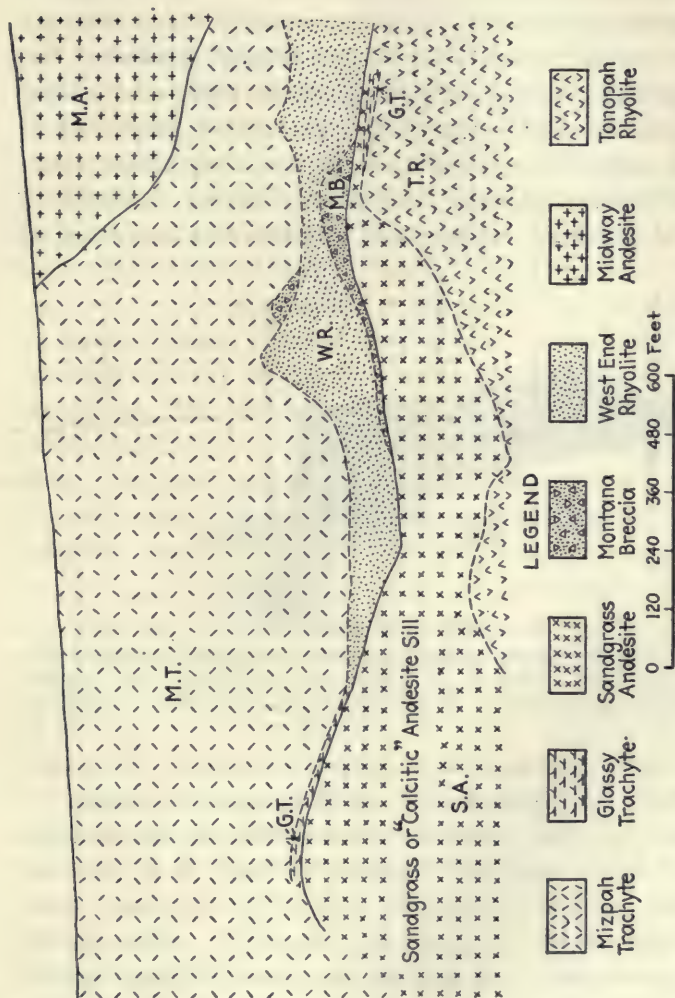 M.A.
M.T.
W.R.
M.B.
G.T.
T.R.
G.T.
Sandgrass or "Calcitic" Andesite Sill
S.A.
LEGEND
Mizpah
Trachyte
Glassy
Trachyte
Sandgrass
Andesite
Montana
Breccia
West End
Rhyolite
Midway
Andesite
Tonopah
Rhyolite
0 120 240 360 480 600 Feet